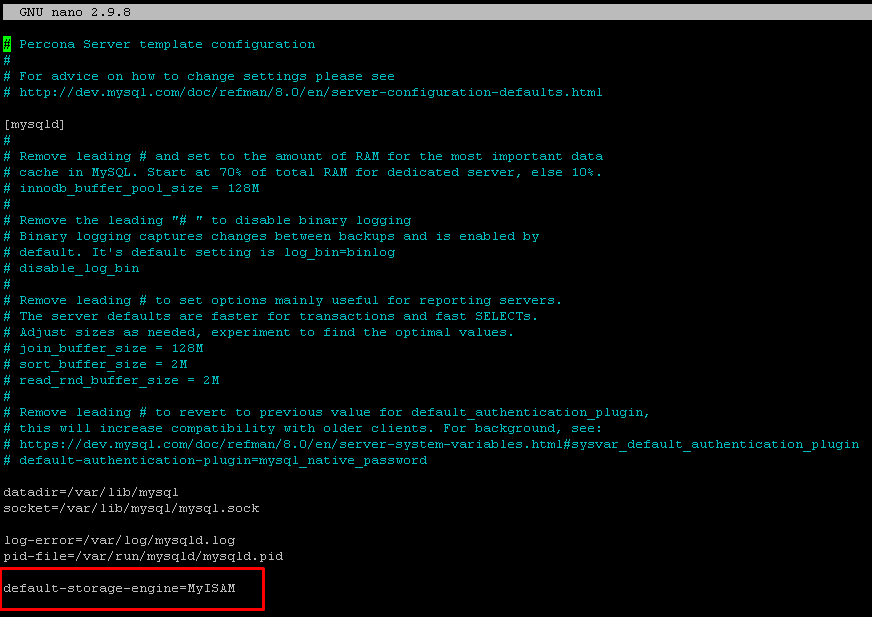 GNU nano 2.9.8
# Percona Server template configuration
#
# For advice on how to change settings please see
# http://dev.mysql.com/doc/refman/8.0/en/server-configuration-defaults.html
[mysqld]
#
# Remove leading # and set to the amount of RAM for the most important data
# cache in MySQL. Start at 70% of total RAM for dedicated server, else 10%.
# innodb_buffer_pool_size = 128M
#
# Remove the leading "# " to disable binary logging
# Binary logging captures changes between backups and is enabled by
# default. It's default setting is log_bin=binlog
# disable_log_bin
#
# Remove leading # to set options mainly useful for reporting servers.
# The server defaults are faster for transactions and fast SELECTs.
# Adjust sizes as needed, experiment to find the optimal values.
# join_buffer_size = 128M
# sort_buffer_size = 2M
# read_rnd_buffer_size = 2M
#
# Remove leading # to revert to previous value for default_authentication_plugin,
# this will increase compatibility with older clients. For background, see:
# https://dev.mysql.com/doc/refman/8.0/en/server-system-variables.html#sysvar_default_authentication_plugin
# default-authentication-plugin=mysql_native_password
datadir=/var/lib/mysql
socket=/var/lib/mysql/mysql.sock
log-error=/var/log/mysqld.log
pid-file=/var/run/mysqld/mysqld.pid
default-storage-engine=MyISAM